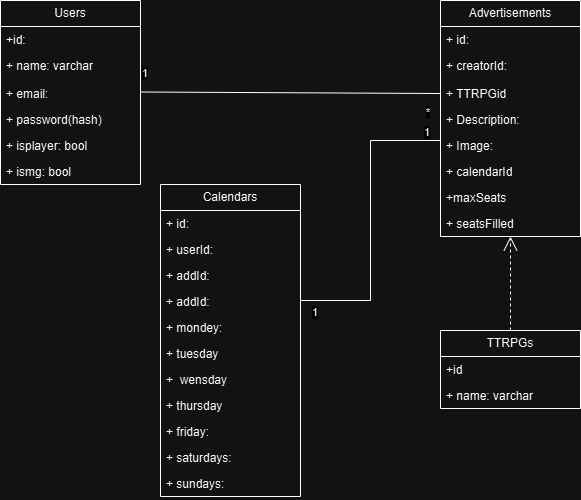 Users
+id:
+ name: varchar
+ email:
+ password(hash)
+ isplayer: bool
+ ismg: bool
1
Advertisements
+ id:
+ creatorId:
+ TTRPGid
+ Description:
+ Image:
+ calendarId
+maxSeats
+ seatsFilled
*
1
Calendars
+ id:
+ userId:
+ addId:
+ addId:
+ mondey:
+ tuesday
+ wensday
+ thursday
+ friday:
+ saturdays:
+ sundays:
1
TTRPGs
+id
+ name: varchar